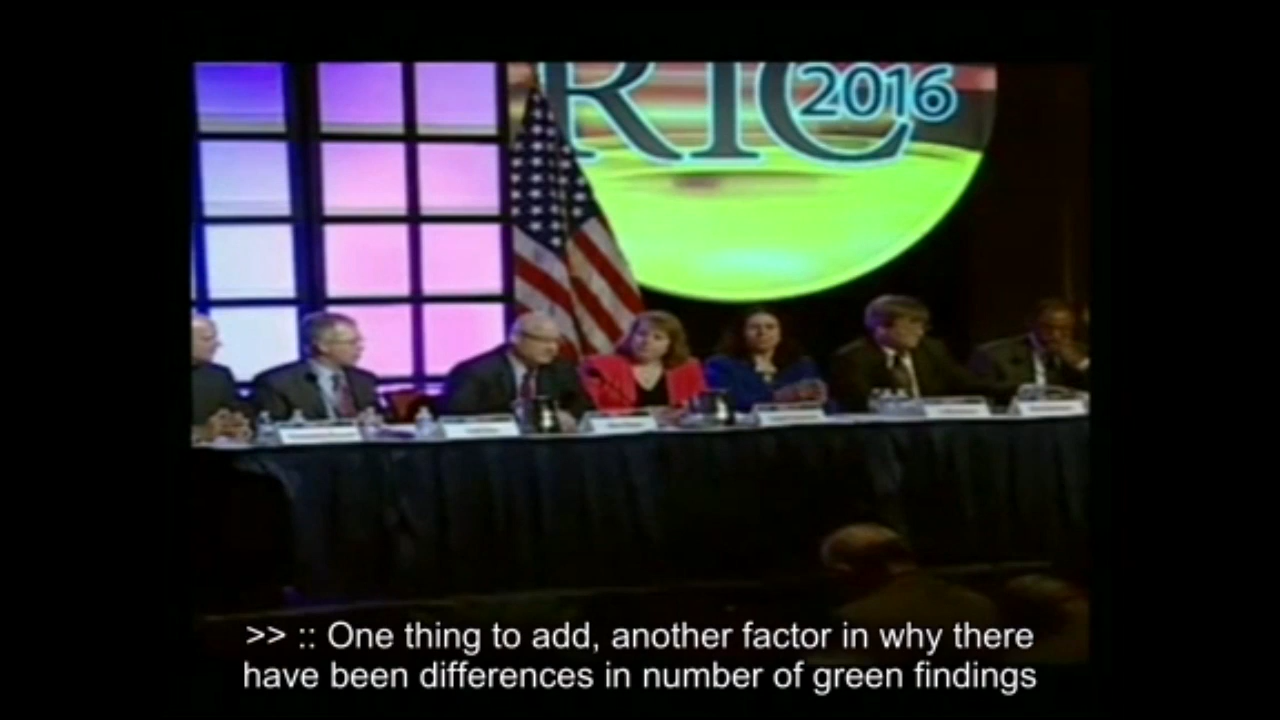 RIC 2016
>> :: One thing to add, another factor in why there
have been differences in number of green findings